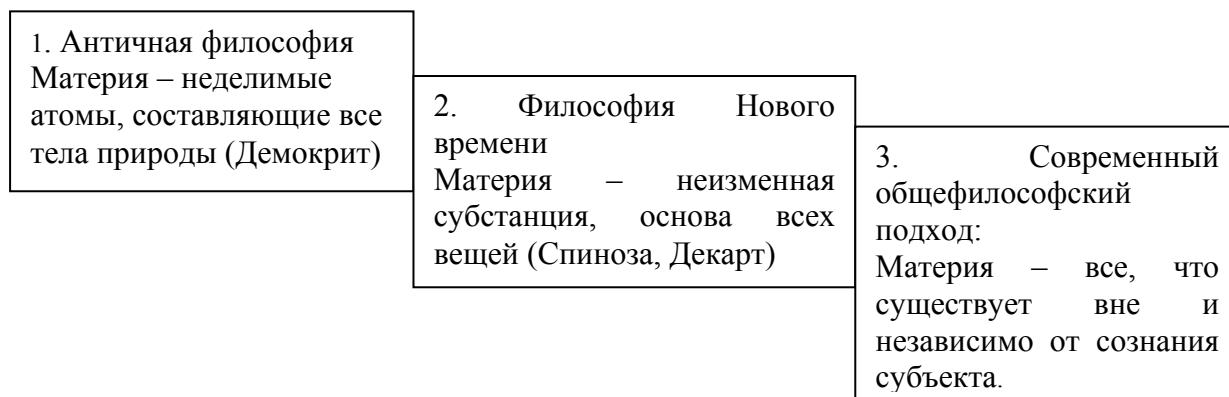 1. Античная философия
Материя – неделимые
атомы, составляющие все
тела природы (Демокрит)
2. Философия Нового
времени
Материя – неизменная
субстанция, основа всех
вещей (Спиноза, Декарт)
3. Современный
общефилософский
подход:
Материя – все, что
существует вне и
независимо от сознания
субъекта.